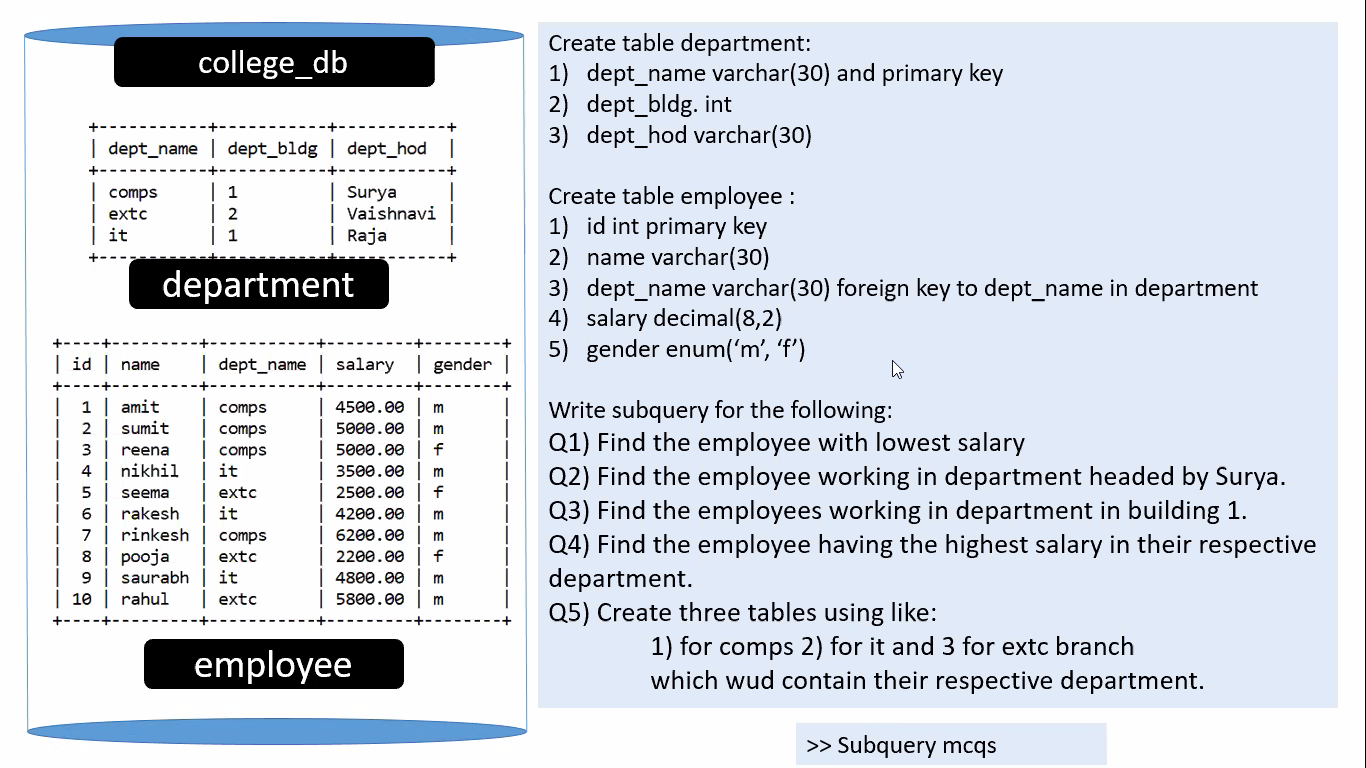 college_db
+-----------+-----------+-----------+
| dept_name | dept_bldg | dept_hod  |
+-----------+-----------+-----------+
| comps     | 1         | Surya     |
| extc      | 2         | Vaishnavi |
| it        | 1         | Raja      |
+-----------+-----------+-----------+
department
+----+---------+-----------+---------+--------+
| id | name    | dept_name | salary  | gender |
+----+---------+-----------+---------+--------+
|  1 | amit    | comps     | 4500.00 | m      |
|  2 | sumit   | comps     | 5000.00 | m      |
|  3 | reena   | comps     | 5000.00 | f      |
|  4 | nikhil  | it        | 3500.00 | m      |
|  5 | seema   | extc      | 2500.00 | f      |
|  6 | rakesh  | it        | 4200.00 | m      |
|  7 | rinkesh | comps     | 6200.00 | m      |
|  8 | pooja   | extc      | 2200.00 | f      |
|  9 | saurabh | it        | 4800.00 | m      |
| 10 | rahul   | extc      | 5800.00 | m      |
+----+---------+-----------+---------+--------+
employee
Create table department:
1) dept_name varchar(30) and primary key
2) dept_bldg. int
3) dept_hod varchar(30)
Create table employee :
1) id int primary key
2) name varchar(30)
3) dept_name varchar(30) foreign key to dept_name in department
4) salary decimal(8,2)
5) gender enum(‘m’, ‘f’)
Write subquery for the following:
Q1) Find the employee with lowest salary
Q2) Find the employee working in department headed by Surya.
Q3) Find the employees working in department in building 1.
Q4) Find the employee having the highest salary in their respective
department.
Q5) Create three tables using like:
1) for comps 2) for it and 3 for extc branch
which wud contain their respective department.
>> Subquery mcqs